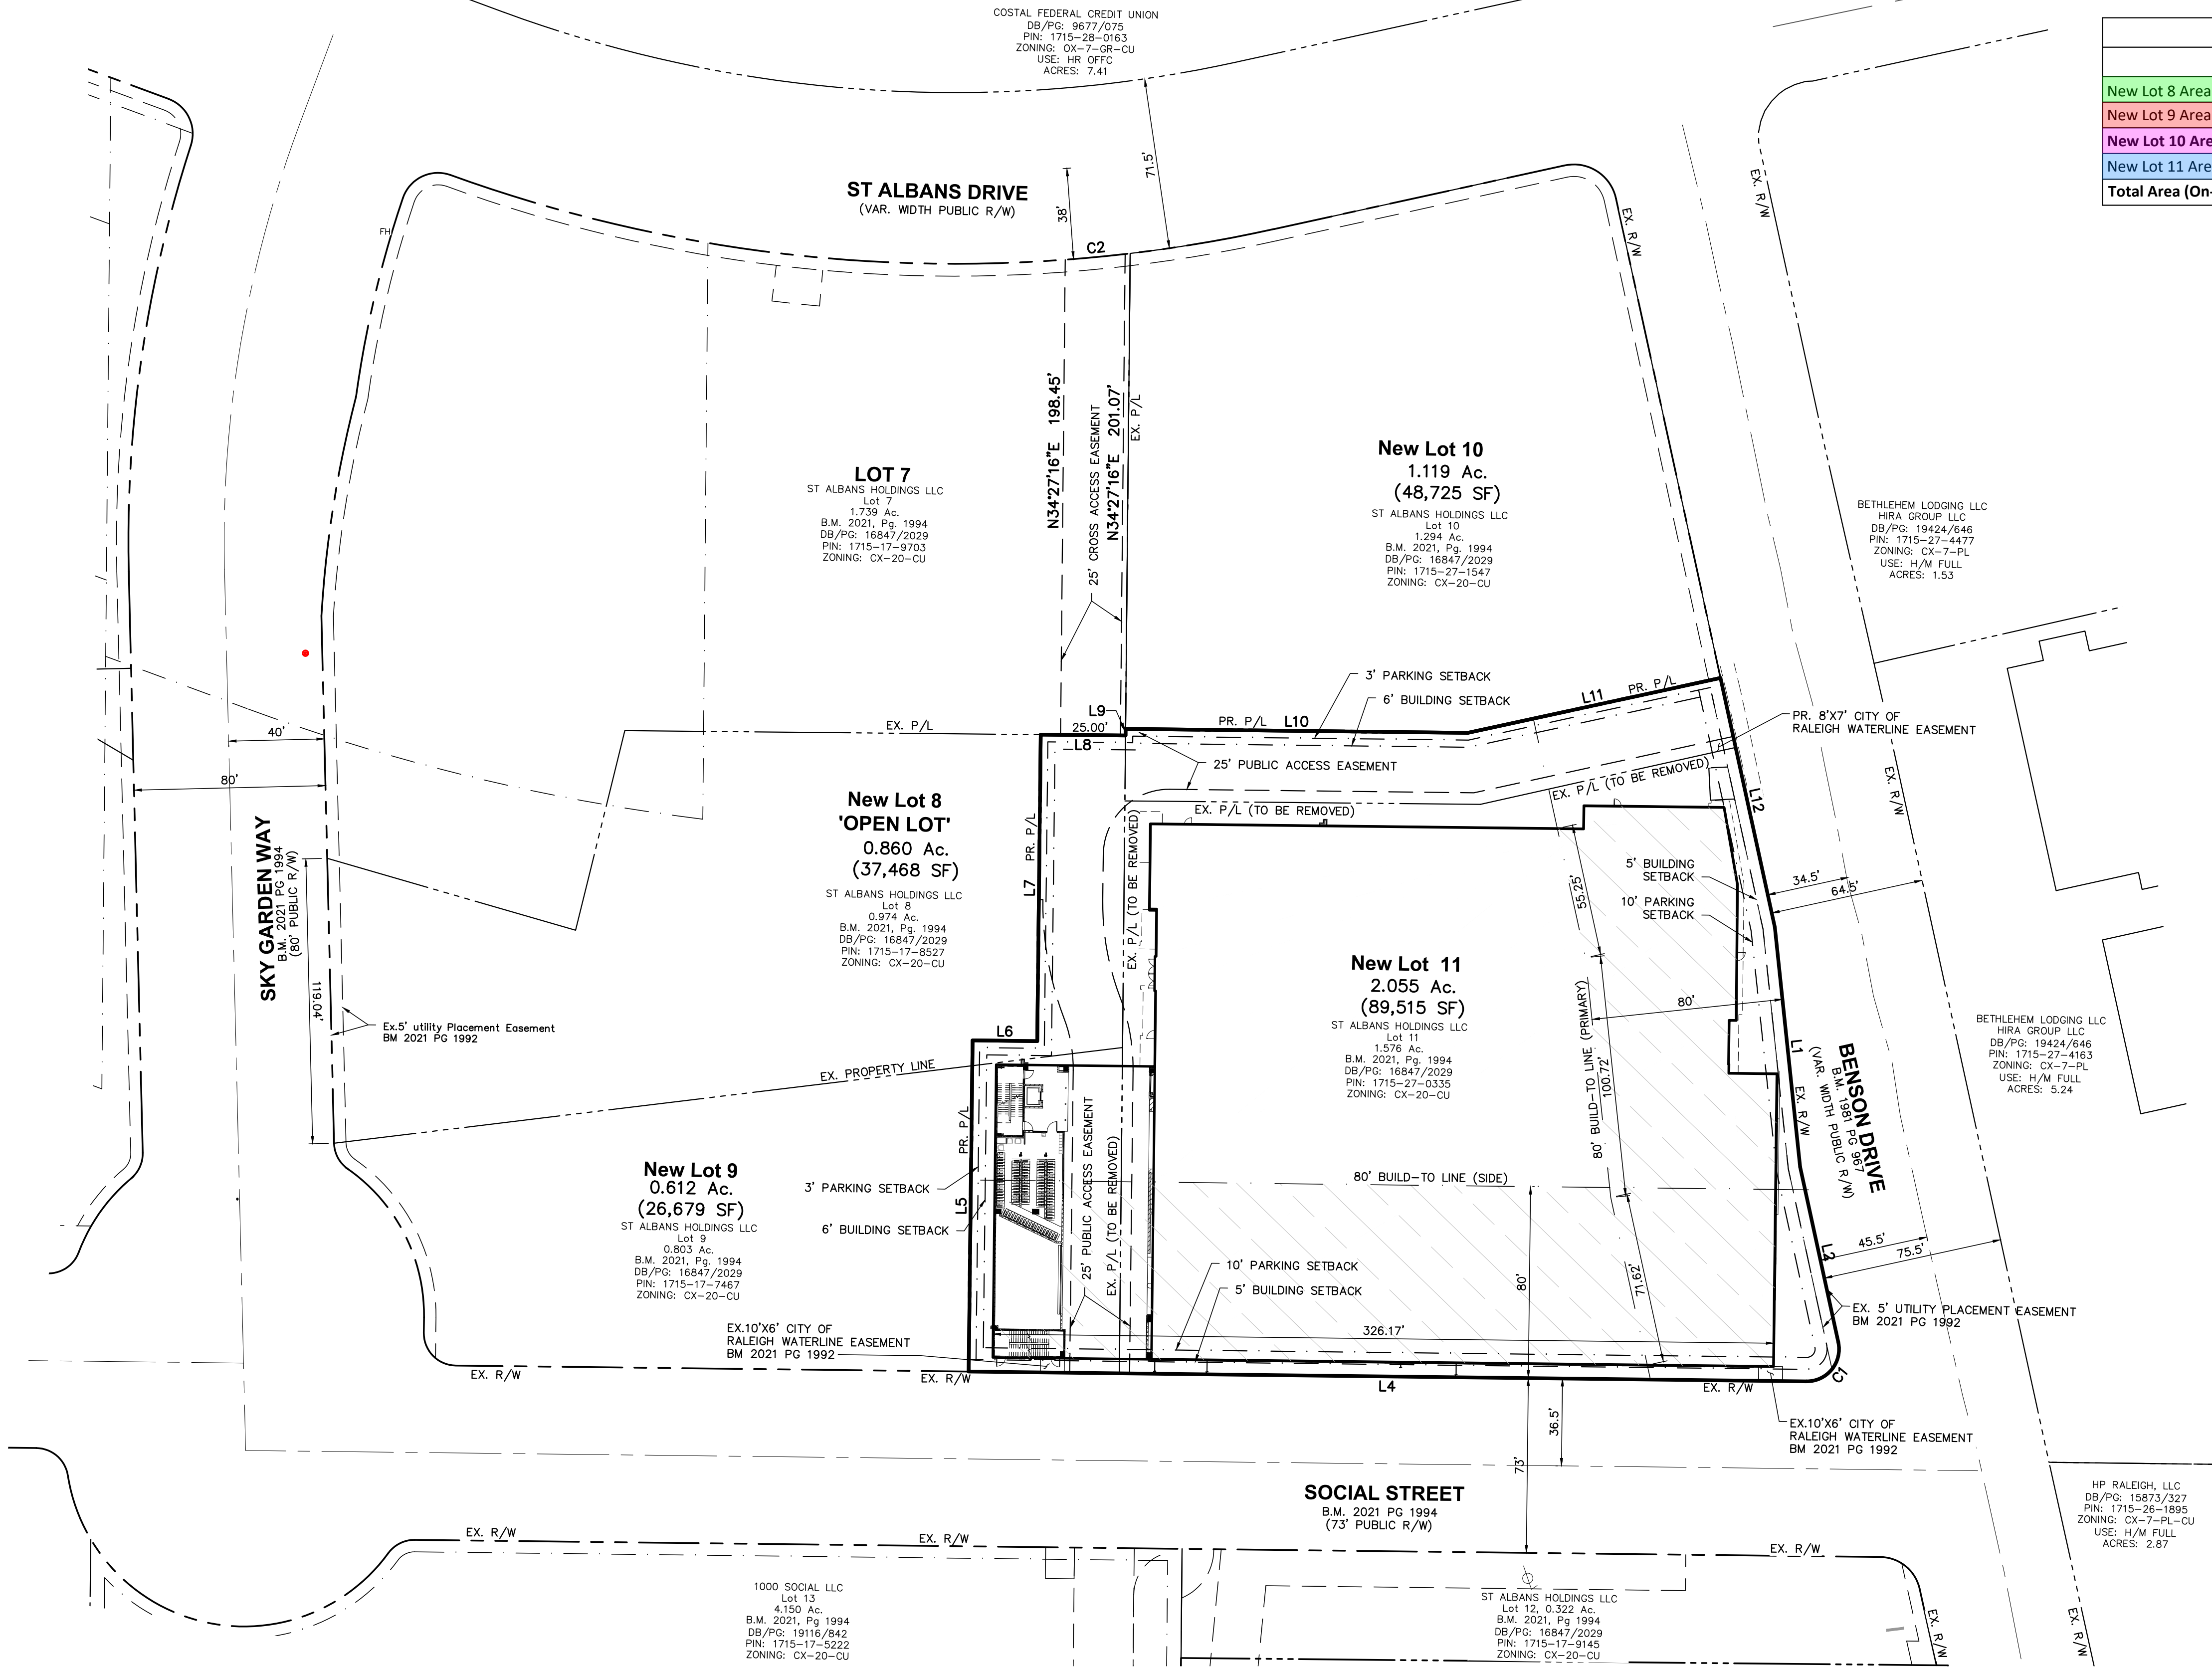 COSTAL FEDERAL CREDIT UNION
DB/PG: 9677/075
PIN: 1715-28-0163
ZONING: OX-7-GR-CU
USE: HR OFFC
ACRES: 7.41
New Lot 8 Area
New Lot 9 Area
New Lot 10 Are
New Lot 11 Are
Total Area (On-
ST ALBANS DRIVE
(VAR. WIDTH PUBLIC R/W)
38'
71.5'
C2
FH
EX. R/W
EX. R/W
LOT 7
ST ALBANS HOLDINGS LLC
Lot 7
1.739 Ac.
B.M. 2021, Pg. 1994
DB/PG: 16847/2029
PIN: 1715-17-9703
ZONING: CX-20-CU
N34°27'16"E 198.45'
25' CROSS ACCESS EASEMENT
N34°27'16"E 201.07'
EX. P/L
New Lot 10
1.119 Ac.
(48,725 SF)
ST ALBANS HOLDINGS LLC
Lot 10
1.294 Ac.
B.M. 2021, Pg. 1994
DB/PG: 16847/2029
PIN: 1715-27-1547
ZONING: CX-20-CU
BETHLEHEM LODGING LLC
HIRA GROUP LLC
DB/PG: 19424/646
PIN: 1715-27-4477
ZONING: CX-7-PL
USE: H/M FULL
ACRES: 1.53
3' PARKING SETBACK
6' BUILDING SETBACK
L11
PR. P/L
L9
25.00'
L8
PR. P/L
L10
EX. P/L
PR. 8'X7' CITY OF
RALEIGH WATERLINE EASEMENT
40'
80'
25' PUBLIC ACCESS EASEMENT
EX. P/L (TO BE REMOVED)
EX. P/L (TO BE REMOVED)
L12
EX. R/W
New Lot 8
'OPEN LOT'
0.860 Ac.
(37,468 SF)
ST ALBANS HOLDINGS LLC
Lot 8
0.974 Ac.
B.M. 2021, Pg. 1994
DB/PG: 16847/2029
PIN: 1715-17-8527
ZONING: CX-20-CU
PR. P/L
L7
EX. P/L (TO BE REMOVED)
SKY GARDEN WAY
B.M. 2021 PG 1994
(80' PUBLIC R/W)
119.04'
Ex.5' utility Placement Easement
BM 2021 PG 1992
5' BUILDING
SETBACK
10' PARKING
SETBACK
34.5'
64.5'
55.25'
New Lot 11
2.055 Ac.
(89,515 SF)
ST ALBANS HOLDINGS LLC
Lot 11
1.576 Ac.
B.M. 2021, Pg. 1994
DB/PG: 16847/2029
PIN: 1715-27-0335
ZONING: CX-20-CU
80' BUILD-TO LINE (PRIMARY)
100.72'
80'
L1
EX. R/W
BENSON DRIVE
B.M. 1981 PG 967
(VAR. WIDTH PUBLIC R/W)
BETHLEHEM LODGING LLC
HIRA GROUP LLC
DB/PG: 19424/646
PIN: 1715-27-4163
ZONING: CX-7-PL
USE: H/M FULL
ACRES: 5.24
L6
EX. PROPERTY LINE
PR. P/L
L5
New Lot 9
0.612 Ac.
(26,679 SF)
ST ALBANS HOLDINGS LLC
Lot 9
0.803 Ac.
B.M. 2021, Pg. 1994
DB/PG: 16847/2029
PIN: 1715-17-7467
ZONING: CX-20-CU
3' PARKING SETBACK
6' BUILDING SETBACK
25' PUBLIC ACCESS EASEMENT
EX. P/L (TO BE REMOVED)
80' BUILD-TO LINE (SIDE)
10' PARKING SETBACK
5' BUILDING SETBACK
80'
71.62'
L2
45.5'
75.5'
EX. 5' UTILITY PLACEMENT EASEMENT
BM 2021 PG 1992
EX.10'X6' CITY OF
RALEIGH WATERLINE EASEMENT
BM 2021 PG 1992
326.17'
EX. R/W
EX. R/W
L4
EX. R/W
C1
EX.10'X6' CITY OF
RALEIGH WATERLINE EASEMENT
BM 2021 PG 1992
36.5'
73'
SOCIAL STREET
B.M. 2021 PG 1994
(73' PUBLIC R/W)
HP RALEIGH, LLC
DB/PG: 15873/327
PIN: 1715-26-1895
ZONING: CX-7-PL-CU
USE: H/M FULL
ACRES: 2.87
EX. R/W
EX. R/W
EX. R/W
1000 SOCIAL LLC
Lot 13
4.150 Ac.
B.M. 2021, Pg 1994
DB/PG: 19116/842
PIN: 1715-17-5222
ZONING: CX-20-CU
ST ALBANS HOLDINGS LLC
Lot 12, 0.322 Ac.
B.M. 2021, Pg 1994
DB/PG: 16847/2029
PIN: 1715-17-9145
ZONING: CX-20-CU
EX. R/W
EX. R/W